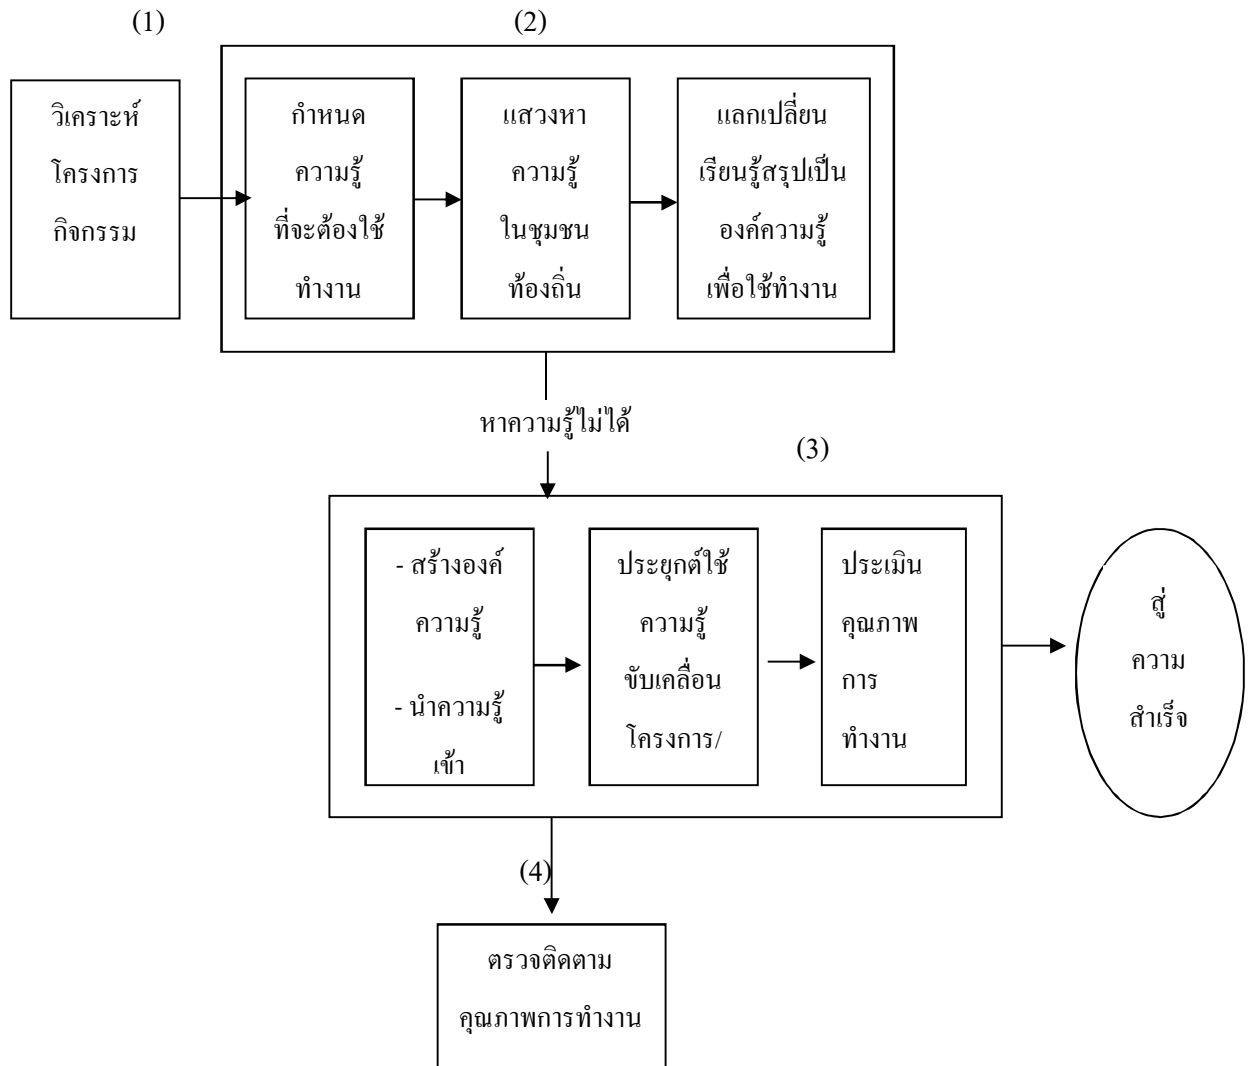 (1)
(2)
วิเคราะห์
โครงการ
กิจกรรม
กำหนด
ความรู้
ที่จะต้องใช้
ทำงาน
แสวงหา
ความรู้
ในชุมชน
ท้องถิ่น
แลกเปลี่ยน
เรียนรู้สรุปเป็น
องค์ความรู้
เพื่อใช้ทำงาน
หาความรู้ไม่ได้
(3)
- สร้างองค์
ความรู้
- นำความรู้
เข้า
ประยุกต์ใช้
ความรู้
ขับเคลื่อน
โครงการ/
ประเมิน
คุณภาพ
การ
ทำงาน
สู่
ความ
สำเร็จ
(4)
ตรวจติดตาม
คุณภาพการทำงาน